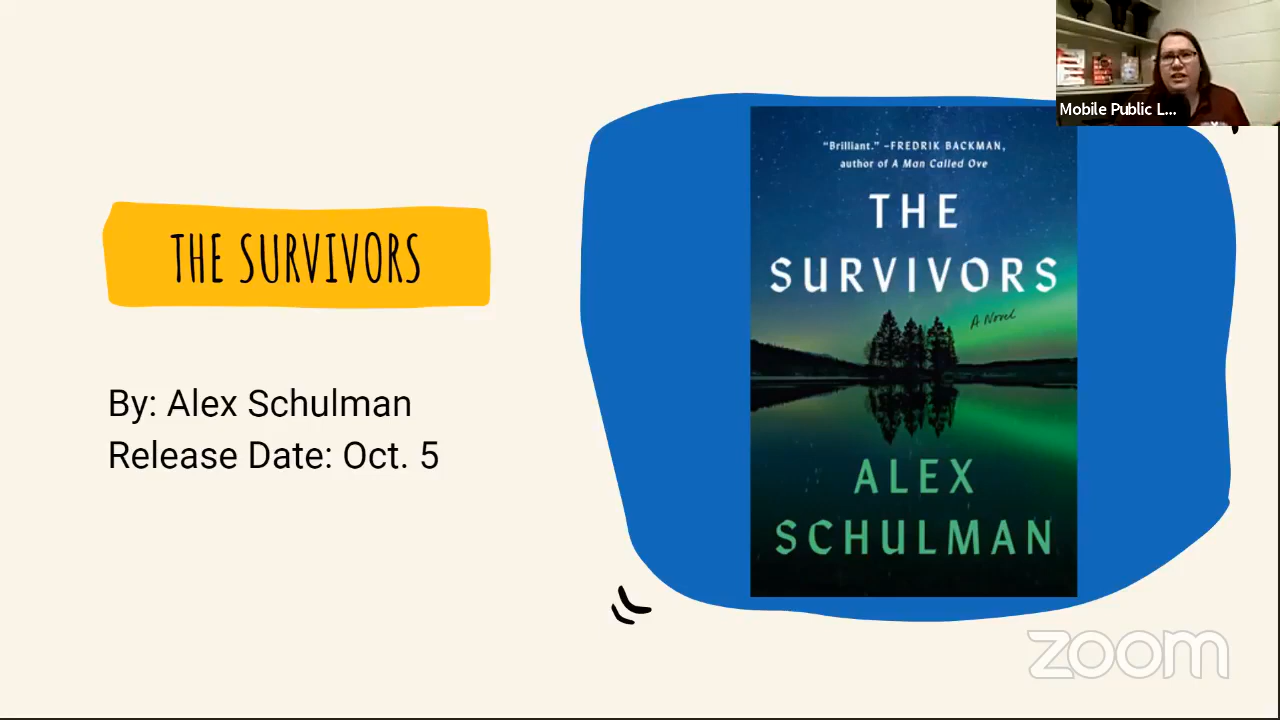 THE SURVIVORS
By: Alex Schulman
Release Date: Oct. 5
"Brilliant." –FREDRIK BACKMAN,
author of A Man Called Ove
THE
SURVIVORS
A Novel
ALEX
SCHULMAN
Mobile Public L...
zoom